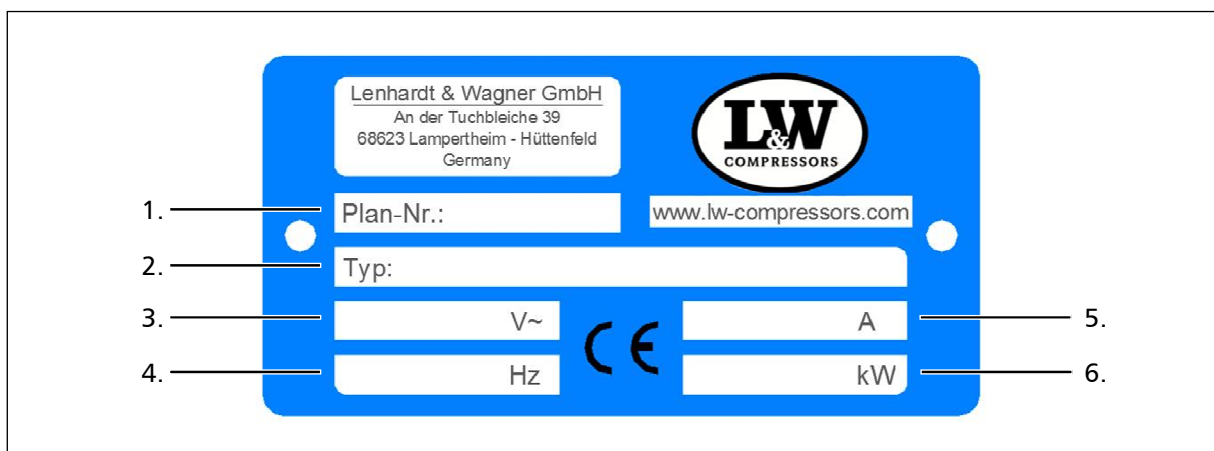 Lenhardt & Wagner GmbH
An der Tuchbleiche 39
68623 Lampertheim - Hüttenfeld
Germany
L&W
COMPRESSORS
1. Plan-Nr.:
www.lw-compressors.com
2. Typ:
3. V~
CE
A 5.
4. Hz
kW 6.